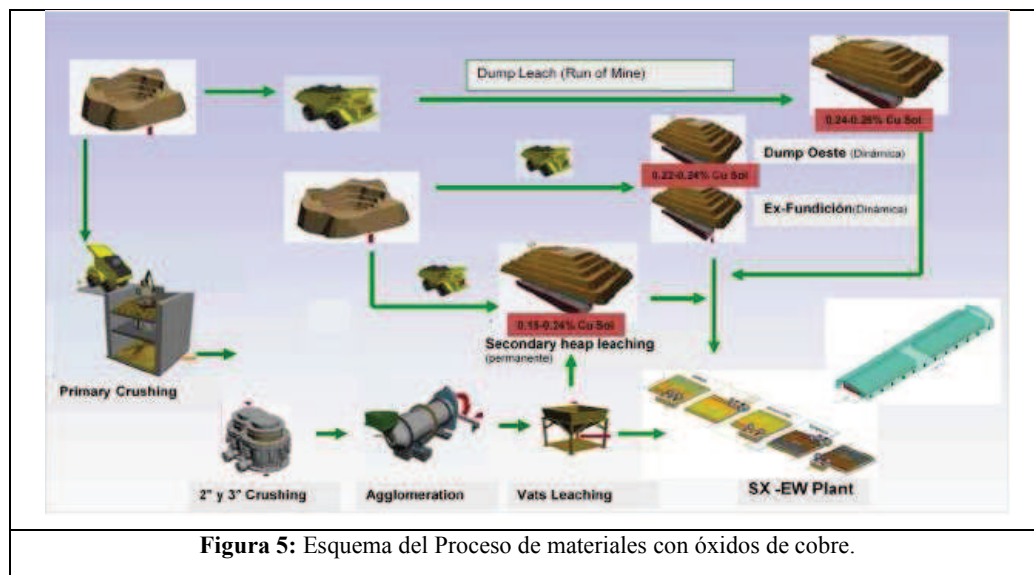 Dump Leach (Run of Mine)
0.24-0.26% Cu Sol
Dump Oeste (Dinámica)
0.22-0.24% Cu Sol
Ex-Fundición(Dinámica)
0.15-0.24% Cu Sol
Secondary heap leaching
(permanente)
Primary Crushing
2" y 3" Crushing
Agglomeration
Vats Leaching
SX -EW Plant
Figura 5: Esquema del Proceso de materiales con óxidos de cobre.